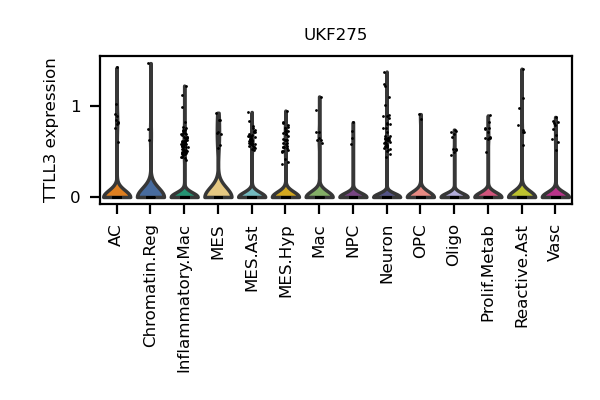 UKF275
TTLL3 expression
1
0
AC
Chromatin.Reg
Inflammatory.Mac
MES
MES.Ast
MES.Hyp
Mac
NPC
Neuron
OPC
Oligo
Prolif.Metab
Reactive.Ast
Vasc